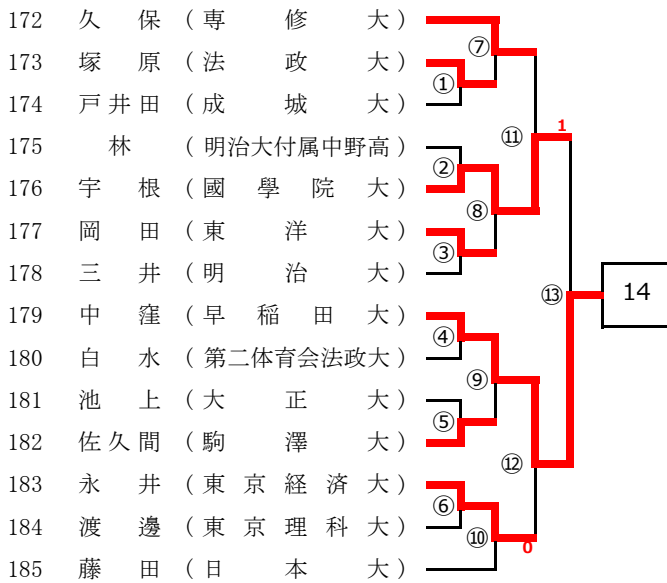 172 久保（専修大）
⑦
173 塚原（法政大）
①
174 戸井田（成城大）
175 林（明治大付属中野高）
⑪ 1
②
176 宇根（國學院大）
⑧
177 岡田（東洋大）
③
178 三井（明治大）
⑬ 14
179 中窪（早稲田大）
④
180 白水（第二体育会法政大）
⑨
181 池上（大正大）
⑤
182 佐久間（駒澤大）
⑫
183 永井（東京経済大）
⑥
184 渡邊（東京理科大）
⑩ 0
185 藤田（日本大）